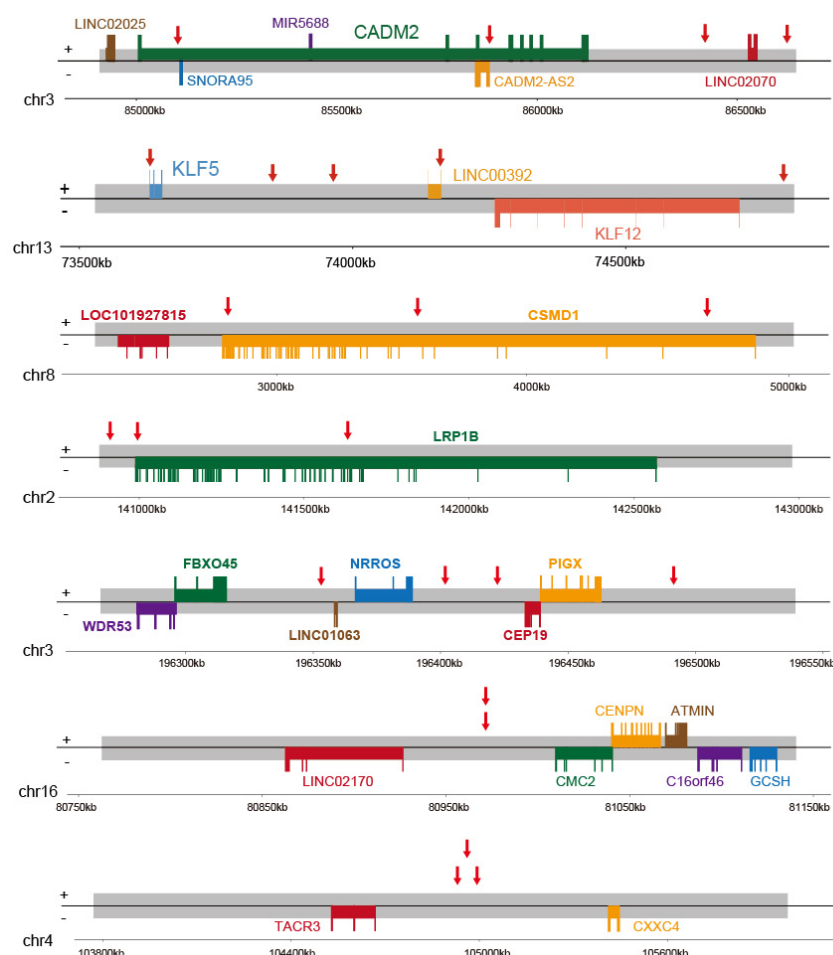 LINC02025
MIR5688
CADM2
+
-
SNORA95
CADM2-AS2
LINC02070
chr3
85000kb
85500kb
86000kb
86500kb
KLF5
LINC00392
+
-
KLF12
chr13
73500kb
74000kb
74500kb
LOC101927815
CSMD1
+
-
chr8
3000kb
4000kb
5000kb
LRP1B
+
-
chr2
141000kb
141500kb
142000kb
142500kb
143000kb
FBXO45
NRROS
PIGX
+
-
WDR53
LINC01063
CEP19
chr3
196300kb
196350kb
196400kb
196450kb
196500kb
196550kb
CENPN
ATMIN
+
-
LINC02170
CMC2
C16orf46
GCSH
chr16
80750kb
80850kb
80950kb
81050kb
81150kb
+
-
TACR3
CXXC4
chr4
103800kb
104400kb
105000kb
105600kb